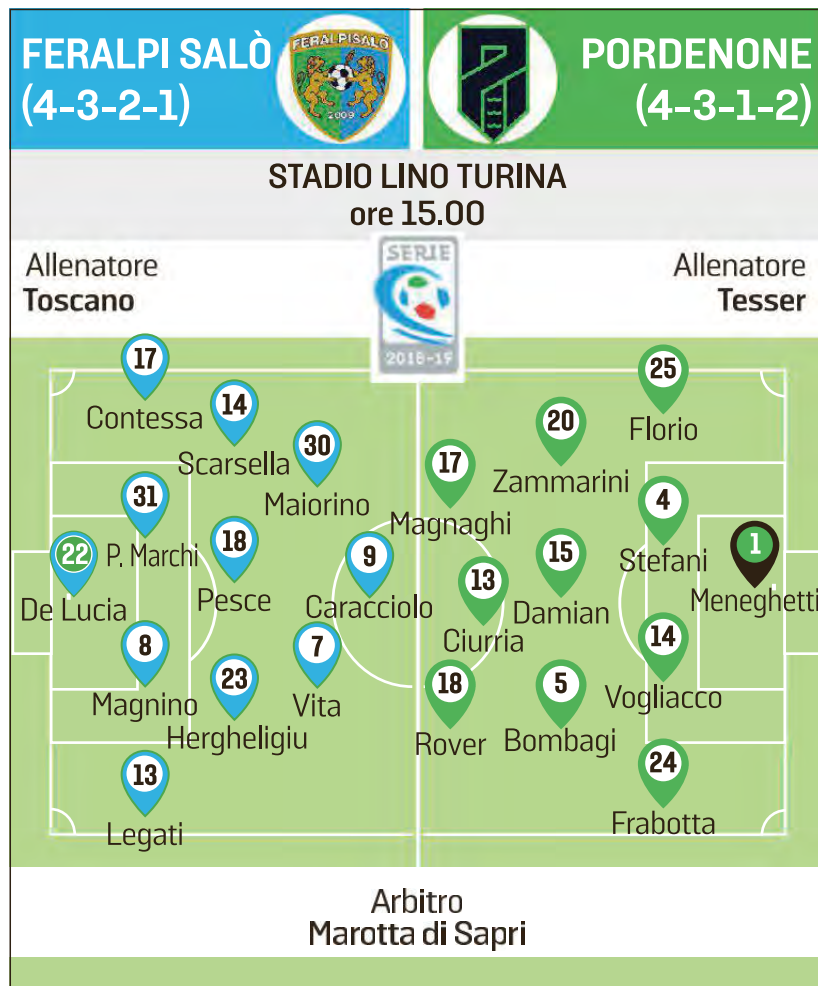 FERALPI SALÒ
(4-3-2-1)
FERALPISALÒ
2009
PORDENONE
(4-3-1-2)
STADIO LINO TURINA
ore 15.00
Allenatore
Toscano
SERIE
2018-19
Allenatore
Tesser
17
Contessa
14
Scarsella
30
Maiorino
31
P. Marchi
18
Pesce
9
Caracciolo
22
De Lucia
8
Magnino
23
Hergheligiu
7
Vita
13
Legati
25
Florio
20
Zammarini
17
Magnaghi
4
Stefani
15
Damian
13
Ciurria
1
Meneghetti
14
Vogliacco
5
Bombagi
18
Rover
24
Frabotta
Arbitro
Marotta di Sapri